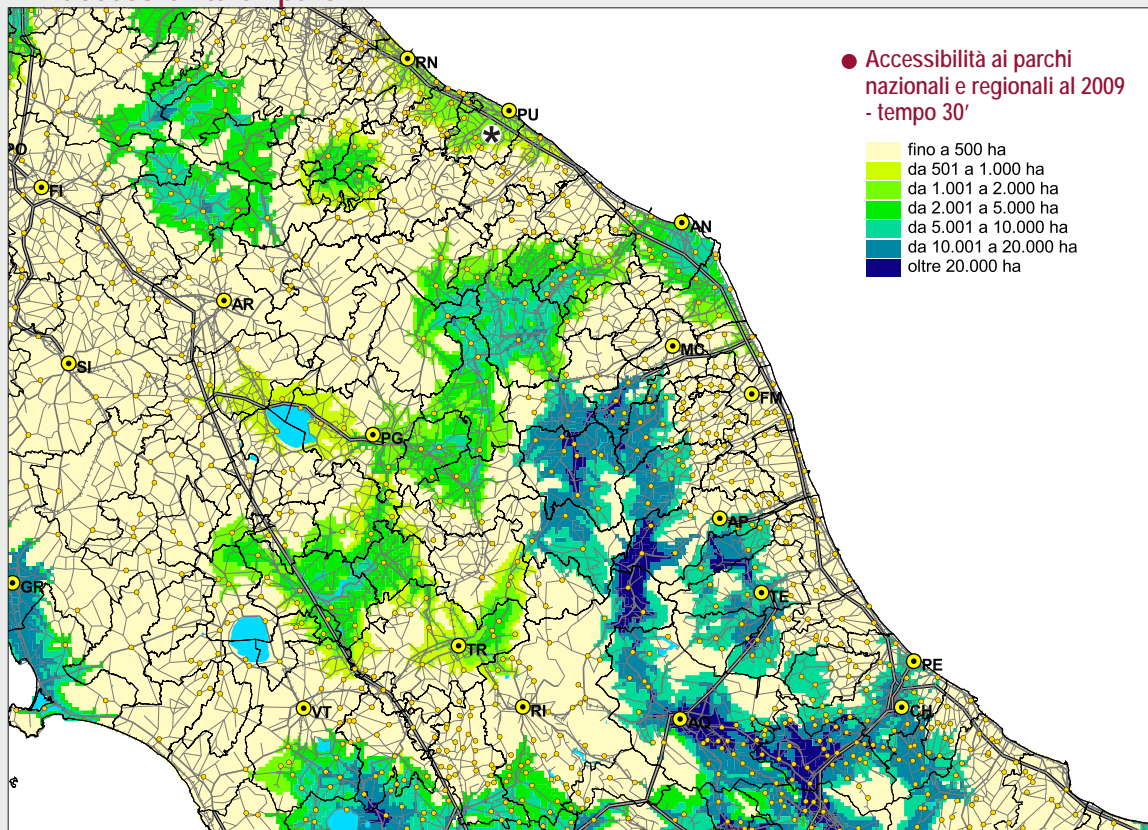 ● Accessibilità ai parchi
nazionali e regionali al 2009
- tempo 30'
fino a 500 ha
da 501 a 1.000 ha
da 1.001 a 2.000 ha
da 2.001 a 5.000 ha
da 5.001 a 10.000 ha
da 10.001 a 20.000 ha
oltre 20.000 ha
RN
PU
*
PO
FI
AN
AR
MC
SI
FM
PG
AP
GR
TE
TR
PE
VT
RI
AQ
CH